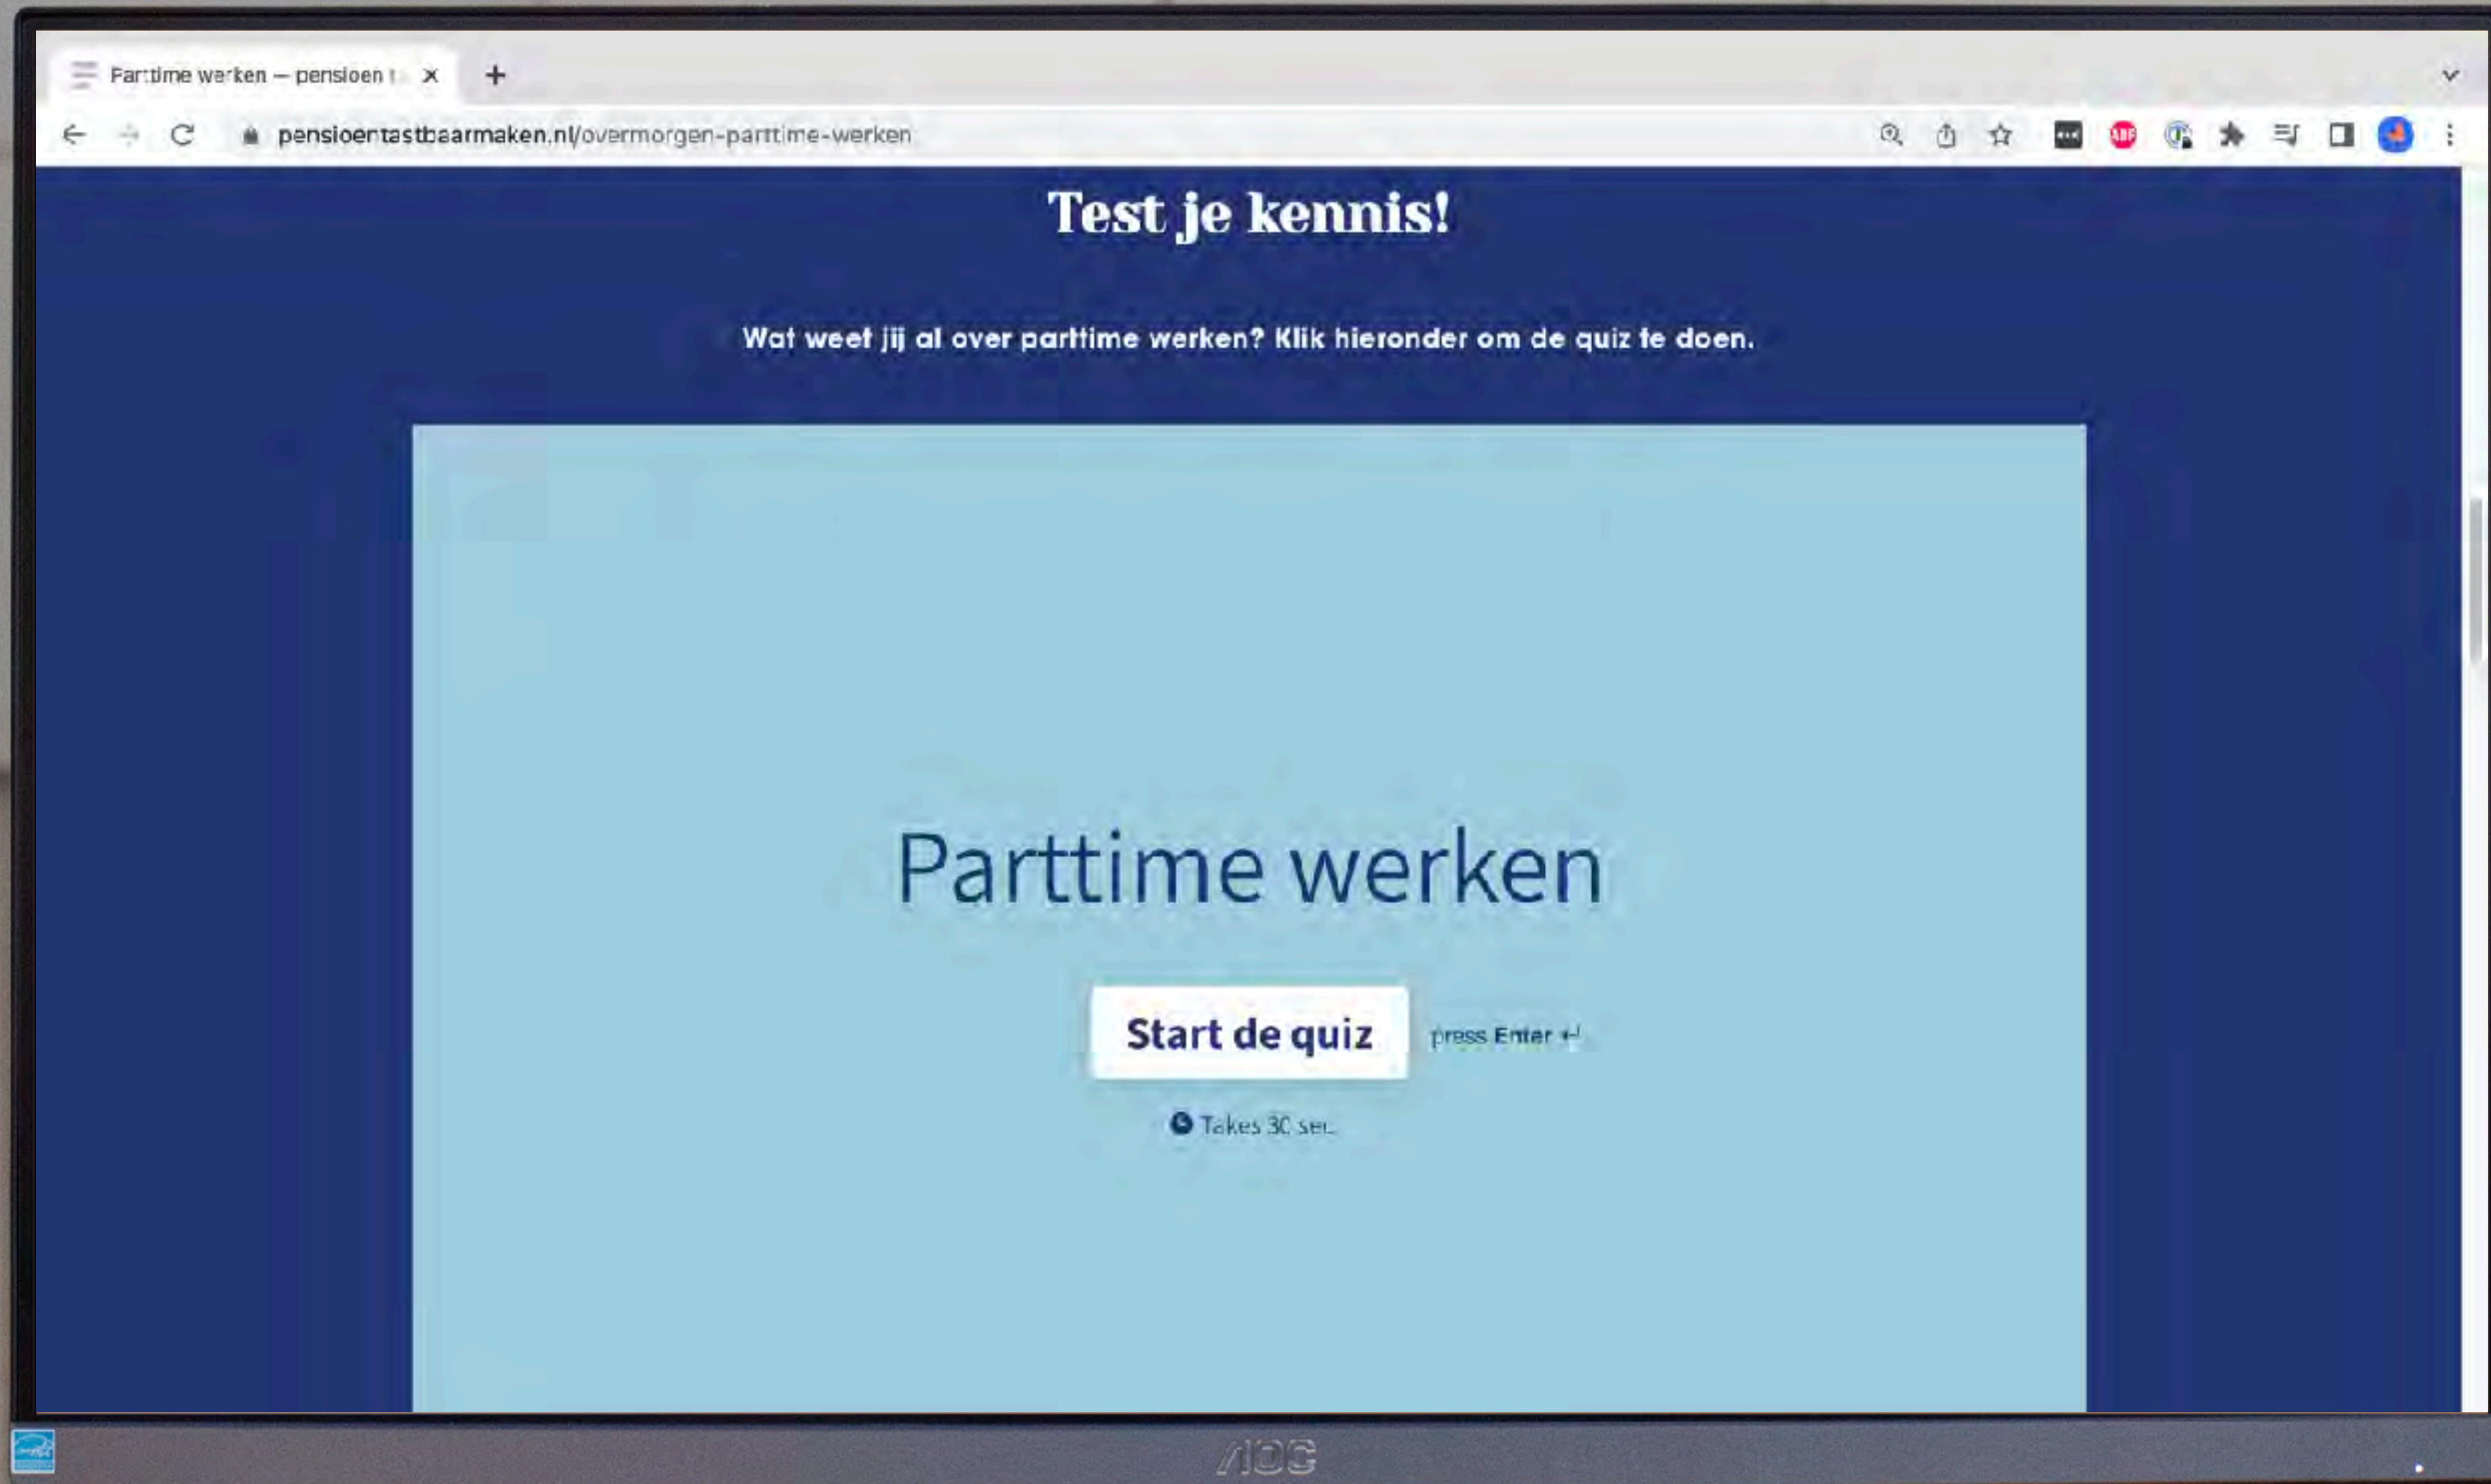 Parttime werken – pensioen t
pensioentastbaarmaken.nl/overmorgen-parttime-werken
ABP
Test je kennis!
Wat weet jij al over parttime werken? Klik hieronder om de quiz te doen.
Parttime werken
Start de quiz
press Enter ↵
Takes 30 sec
AOC